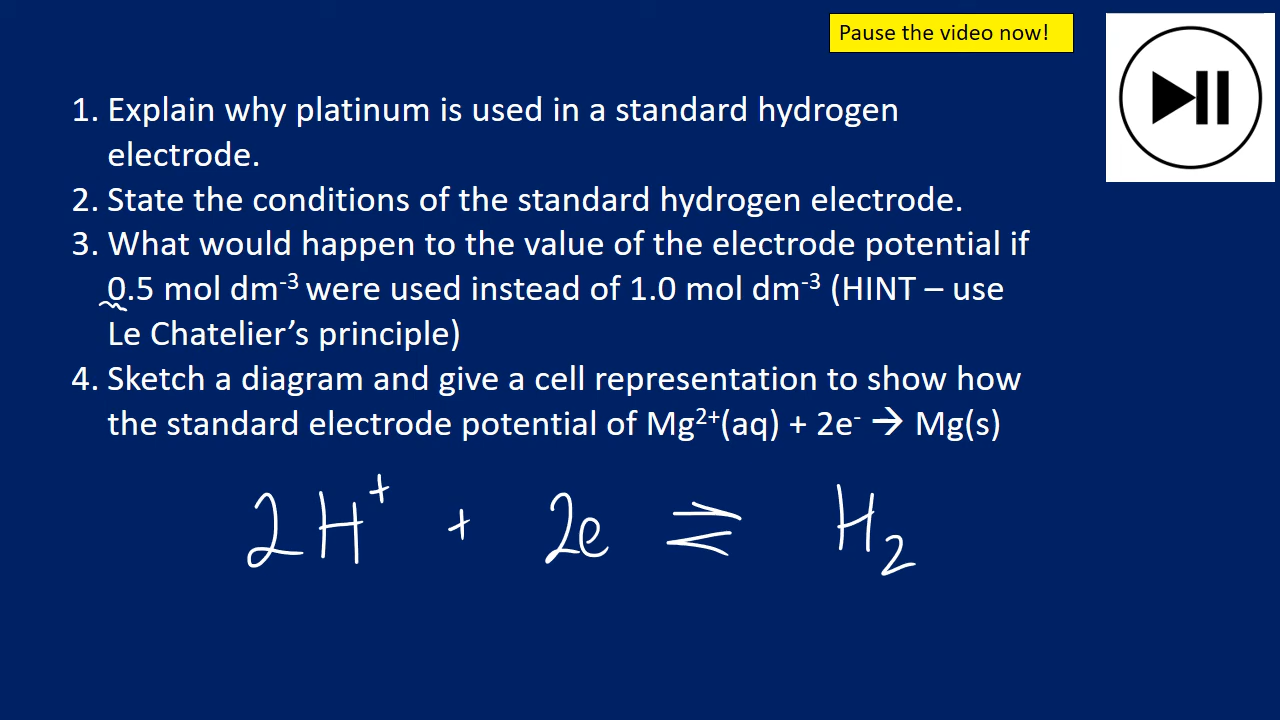 Pause the video now!
1. Explain why platinum is used in a standard hydrogen
electrode.
2. State the conditions of the standard hydrogen electrode.
3. What would happen to the value of the electrode potential if
0.5 mol dm⁻³ were used instead of 1.0 mol dm⁻³ (HINT – use
Le Chatelier’s principle)
4. Sketch a diagram and give a cell representation to show how
the standard electrode potential of Mg²⁺(aq) + 2e⁻ → Mg(s)
2H⁺ + 2e ⇌ H₂